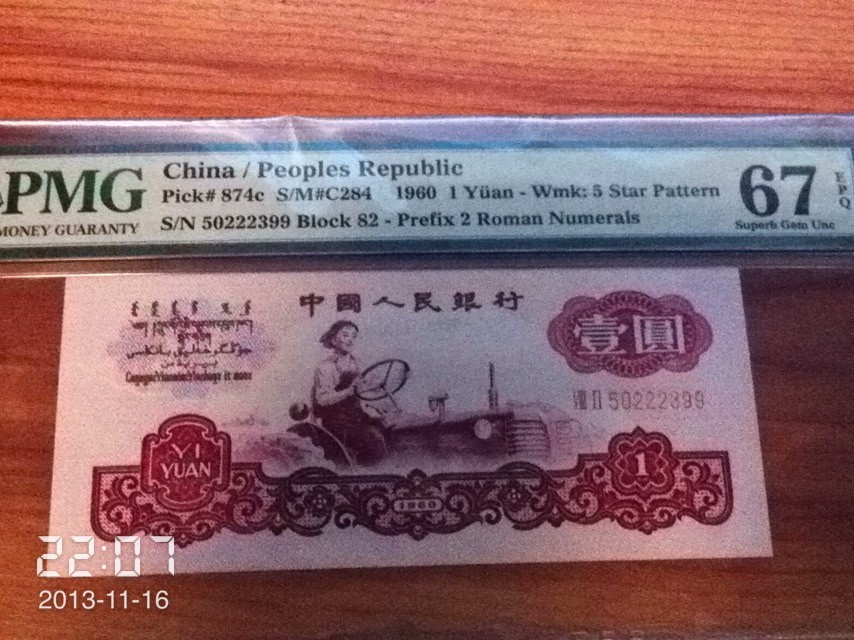 PMG
MONEY GUARANTY
China / Peoples Republic
Pick# 874c S/M#C284 1960 1 Yüan - Wmk: 5 Star Pattern
S/N 50222399 Block 82 - Prefix 2 Roman Numerals
67
EPQ
Superb Gem Unc
中國人民銀行
壹圓
VIII II 50222399
YI
YUAN
1
1960
22:07
2013-11-16